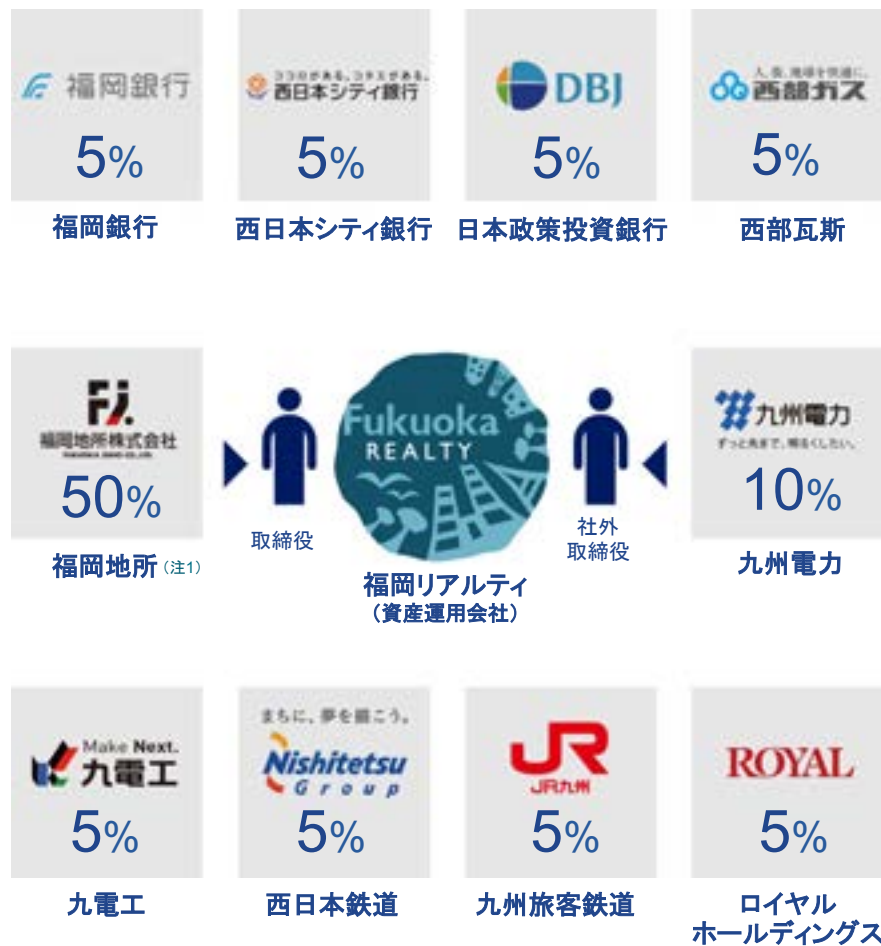 福岡銀行
ココロがある。コタエがある。
西日本シティ銀行
DBJ
西部ガス
5%
5%
5%
5%
福岡銀行
西日本シティ銀行
日本政策投資銀行
西部瓦斯
FJ.
福岡地所株式会社
50%
福岡地所(注1)
取締役
Fukuoka
REALTY
福岡リアルティ
(資産運用会社)
社外
取締役
九州電力
ずっと先まで、明るくしたい。
10%
九州電力
Make Next.
九電工
まちに、夢を描こう。
Nishitetsu
Group
JR
JR九州
ROYAL
5%
5%
5%
5%
九電工
西日本鉄道
九州旅客鉄道
ロイヤル
ホールディングス